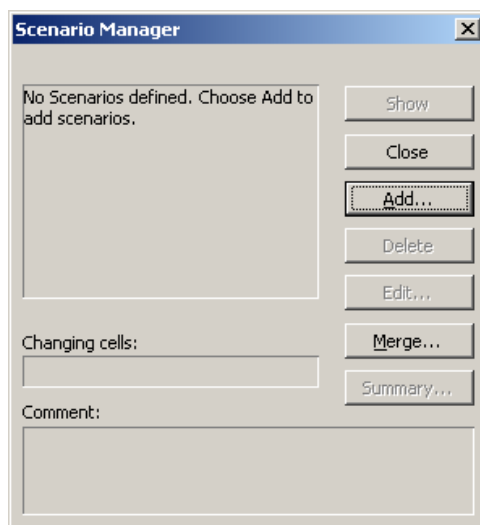 Scenario Manager
No Scenarios defined. Choose Add to
add scenarios.
Show
Close
Add...
Delete
Edit...
Changing cells:
Merge...
Summary...
Comment: